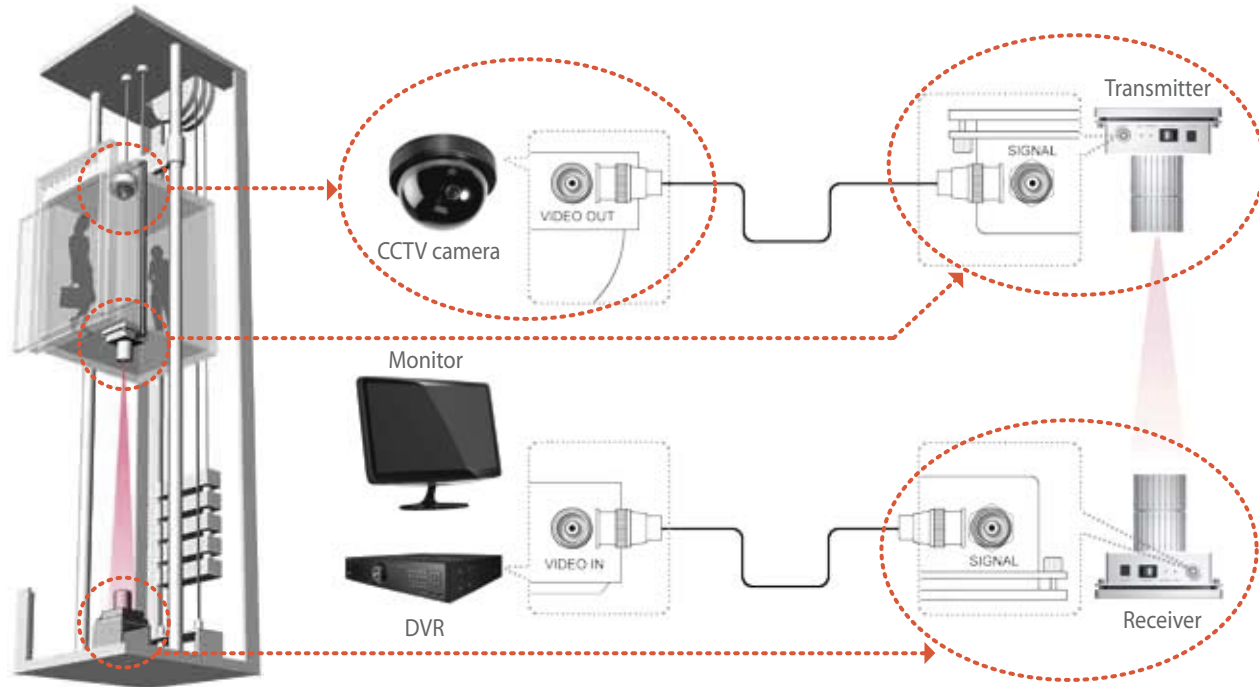 Transmitter
SIGNAL
VIDEO OUT
CCTV camera
Monitor
VIDEO IN
SIGNAL
DVR
Receiver